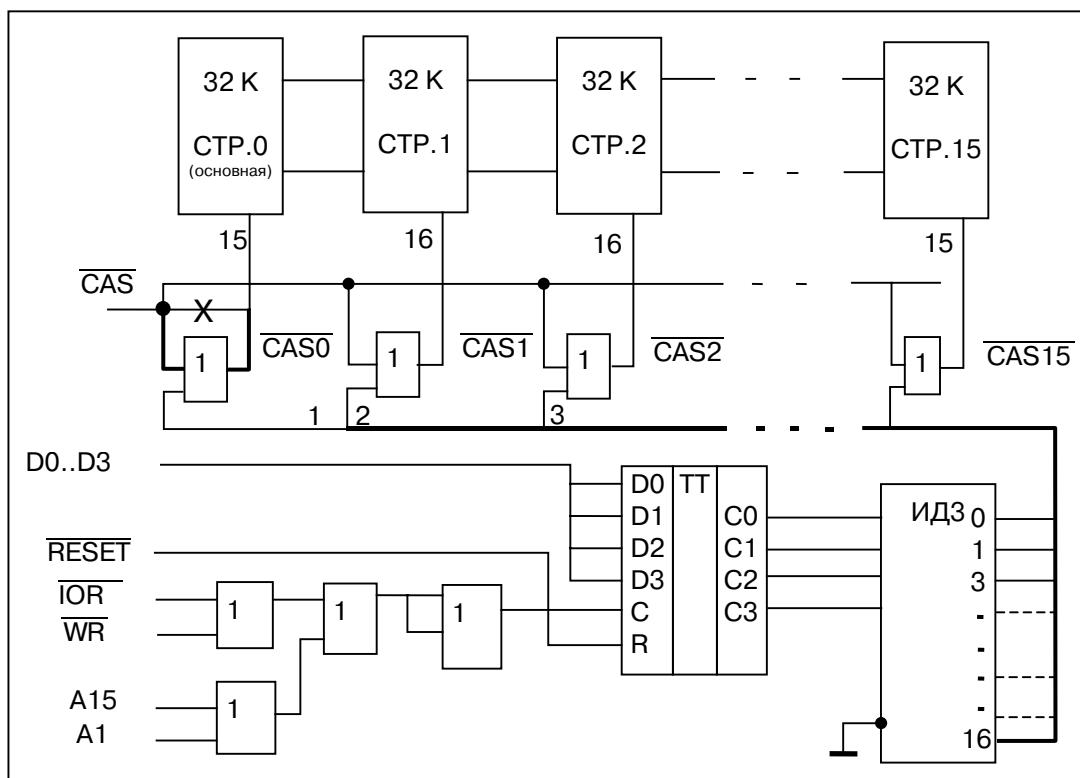 32 К
СТР.0
(основная)
32 К
СТР.1
32 К
СТР.2
32 К
СТР.15
15
16
16
15
CAS
X
1
CAS0
1
CAS1
1
CAS2
1
CAS15
1
2
3
D0..D3
RESET
IOR
WR
A15
A1
1
1
1
1
D0
D1
D2
D3
C
R
TT
C0
C1
C2
C3
ИД3
0
1
3
-
-
-
-
16